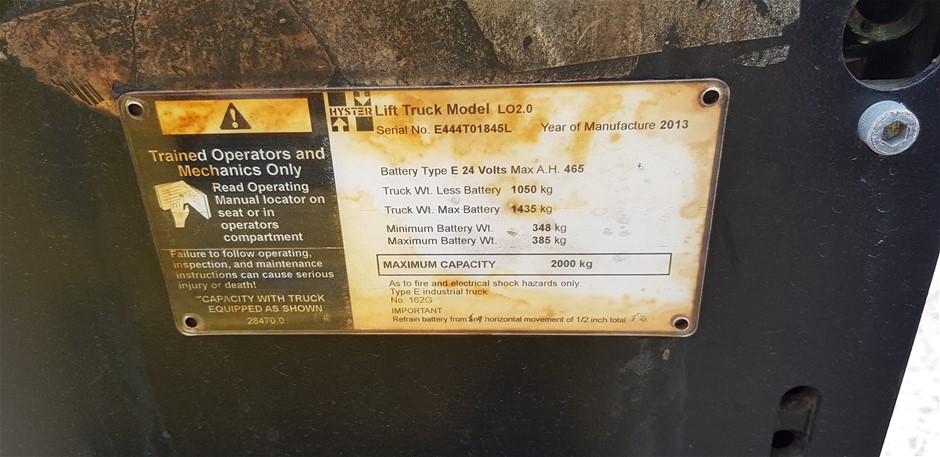 HYSTER Lift Truck Model LO2.0
Serial No. E444T01845L Year of Manufacture 2013
Trained Operators and
Mechanics Only
Read Operating
Manual locator on
seat or in
operators
compartment
Failure to follow operating,
inspection, and maintenance
instructions can cause serious
injury or death!
CAPACITY WITH TRUCK
EQUIPPED AS SHOWN
28470.0
Battery Type E 24 Volts Max A.H. 465
Truck Wt. Less Battery 1050 kg
Truck Wt. Max Battery 1435 kg
Minimum Battery Wt. 348 kg
Maximum Battery Wt. 385 kg
MAXIMUM CAPACITY 2000 kg
As to fire and electrical shock hazards only.
Type E industrial truck
No. 162G
IMPORTANT
Refrain battery from horizontal movement of 1/2 inch total